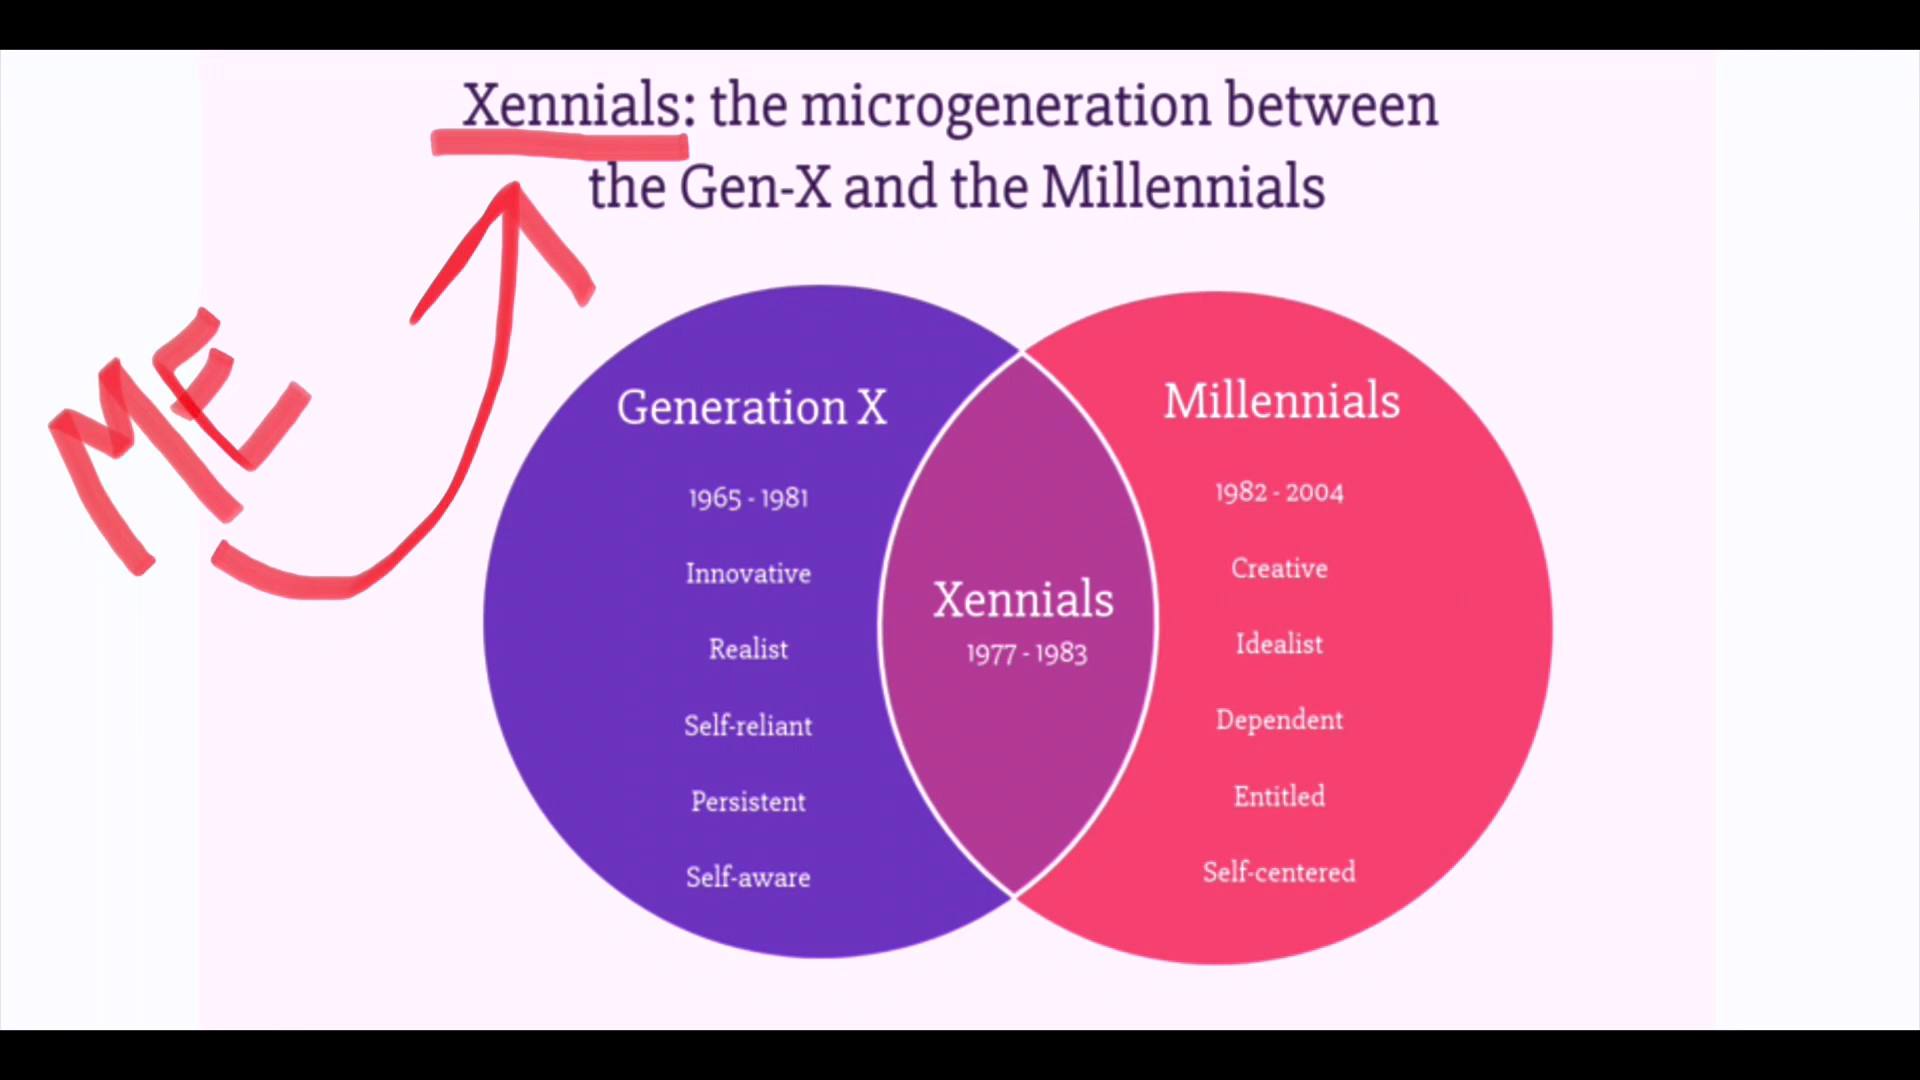 Xennials: the microgeneration between
the Gen-X and the Millennials
ME
Generation X
1965 - 1981
Innovative
Realist
Self-reliant
Persistent
Self-aware
Xennials
1977 - 1983
Millennials
1982 - 2004
Creative
Idealist
Dependent
Entitled
Self-centered